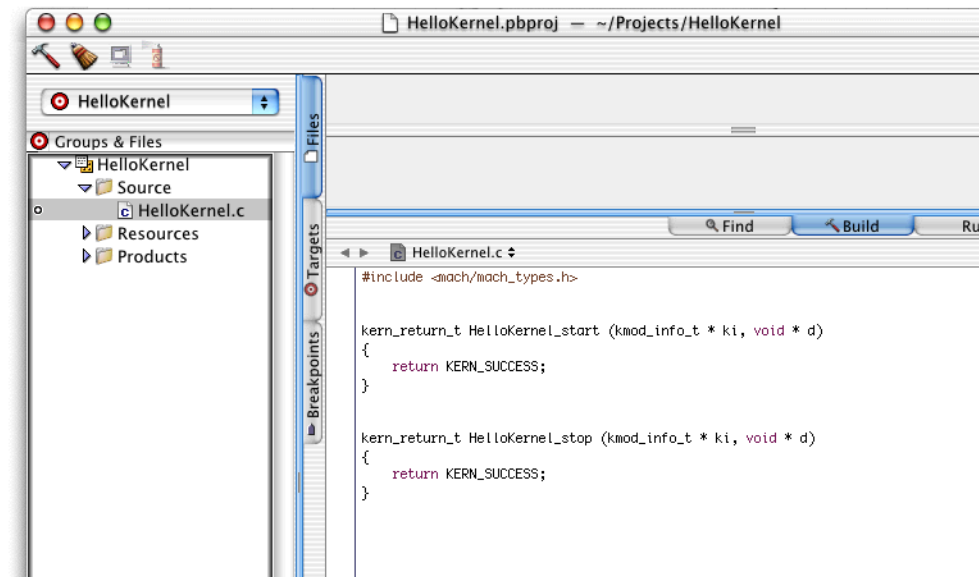 HelloKernel.pbproj — ~/Projects/HelloKernel
HelloKernel
Groups & Files
HelloKernel
Source
HelloKernel.c
Resources
Products
Files
Targets
Breakpoints
Find
Build
Ru
HelloKernel.c
#include <mach/mach_types.h>
kern_return_t HelloKernel_start (kmod_info_t * ki, void * d)
{
return KERN_SUCCESS;
}
kern_return_t HelloKernel_stop (kmod_info_t * ki, void * d)
{
return KERN_SUCCESS;
}